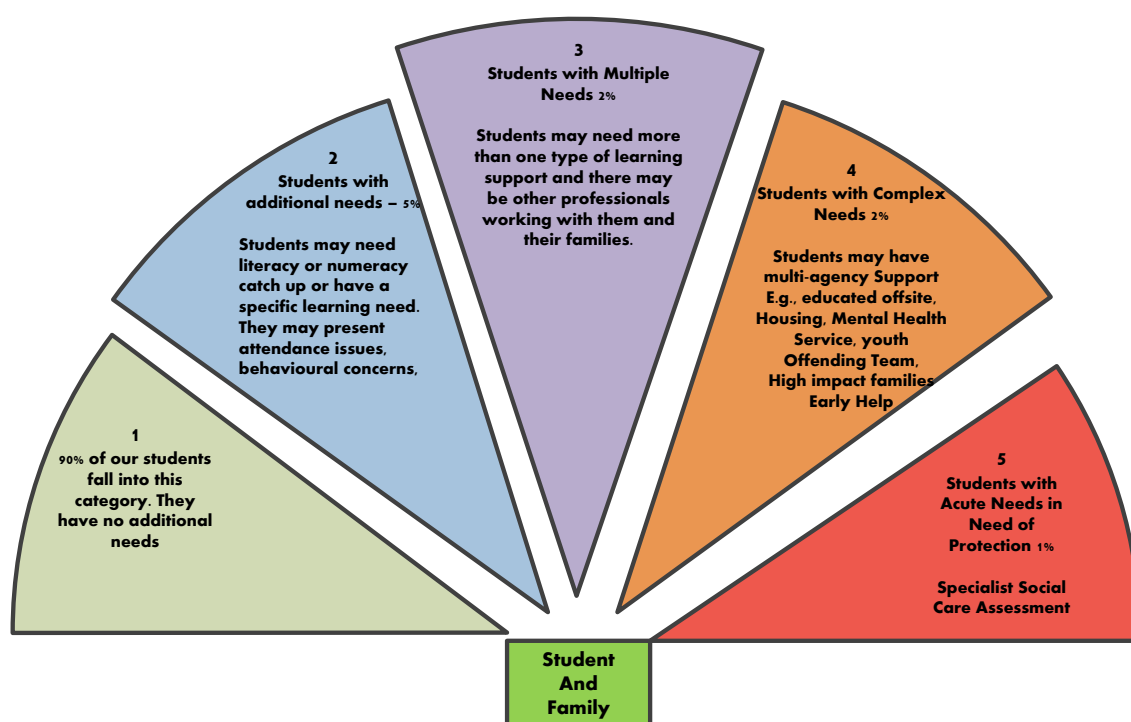 1
90% of our students
fall into this
category. They
have no additional
needs
2
Students with
additional needs – 5%
Students may need
literacy or numeracy
catch up or have a
specific learning need.
They may present
attendance issues,
behavioural concerns,
3
Students with Multiple
Needs 2%
Students may need more
than one type of learning
support and there may
be other professionals
working with them and
their families.
4
Students with Complex
Needs 2%
Students may have
multi-agency Support
E.g., educated offsite,
Housing, Mental Health
Service, youth
Offending Team,
High impact families
Early Help
5
Students with
Acute Needs in
Need of
Protection 1%
Specialist Social
Care Assessment
Student
And
Family